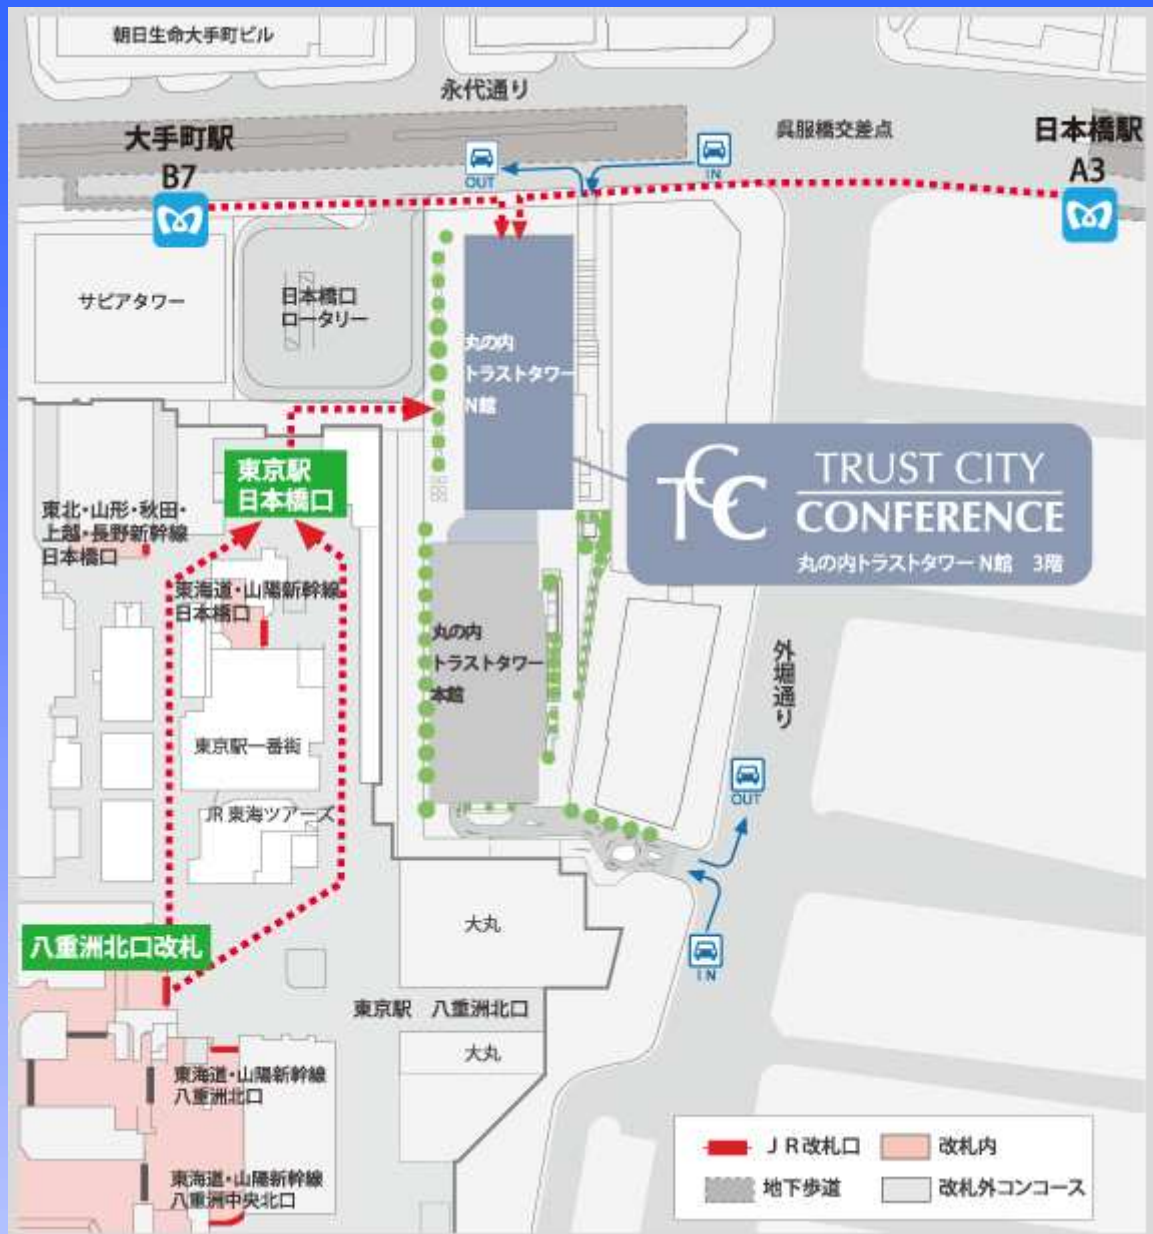 朝日生命大手町ビル
永代通り
大手町駅
B7
OUT
IN
呉服橋交差点
日本橋駅
A3
サピアタワー
日本橋口
ロータリー
丸の内
トラストタワー
N館
東京駅
日本橋口
TCC
TRUST CITY
CONFERENCE
丸の内トラストタワー N館 3階
東北・山形・秋田・
上越・長野新幹線
日本橋口
東海道・山陽新幹線
日本橋口
丸の内
トラストタワー
本館
外堀通り
東京駅一番街
OUT
JR東海ツアーズ
八重洲北口改札
大丸
IN
東京駅 八重洲北口
大丸
東海道・山陽新幹線
八重洲北口
東海道・山陽新幹線
八重洲中央北口
JR改札口
改札内
地下歩道
改札外コンコース